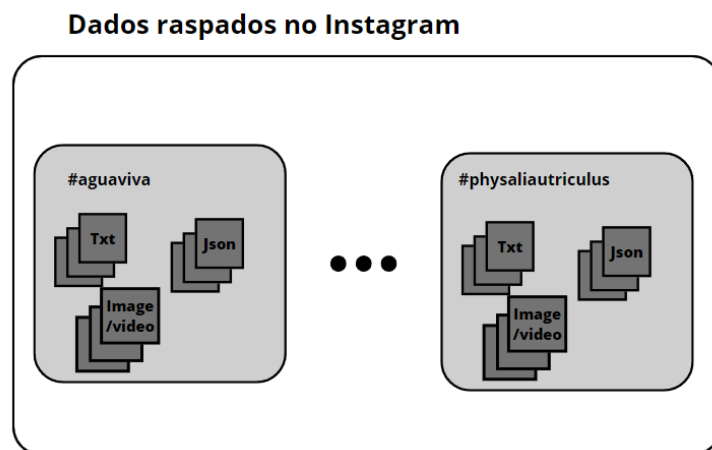 Dados raspados no Instagram
#aguaviva
Txt
Json
Image
/video
#physaliautriculus
Txt
Json
Image
/video